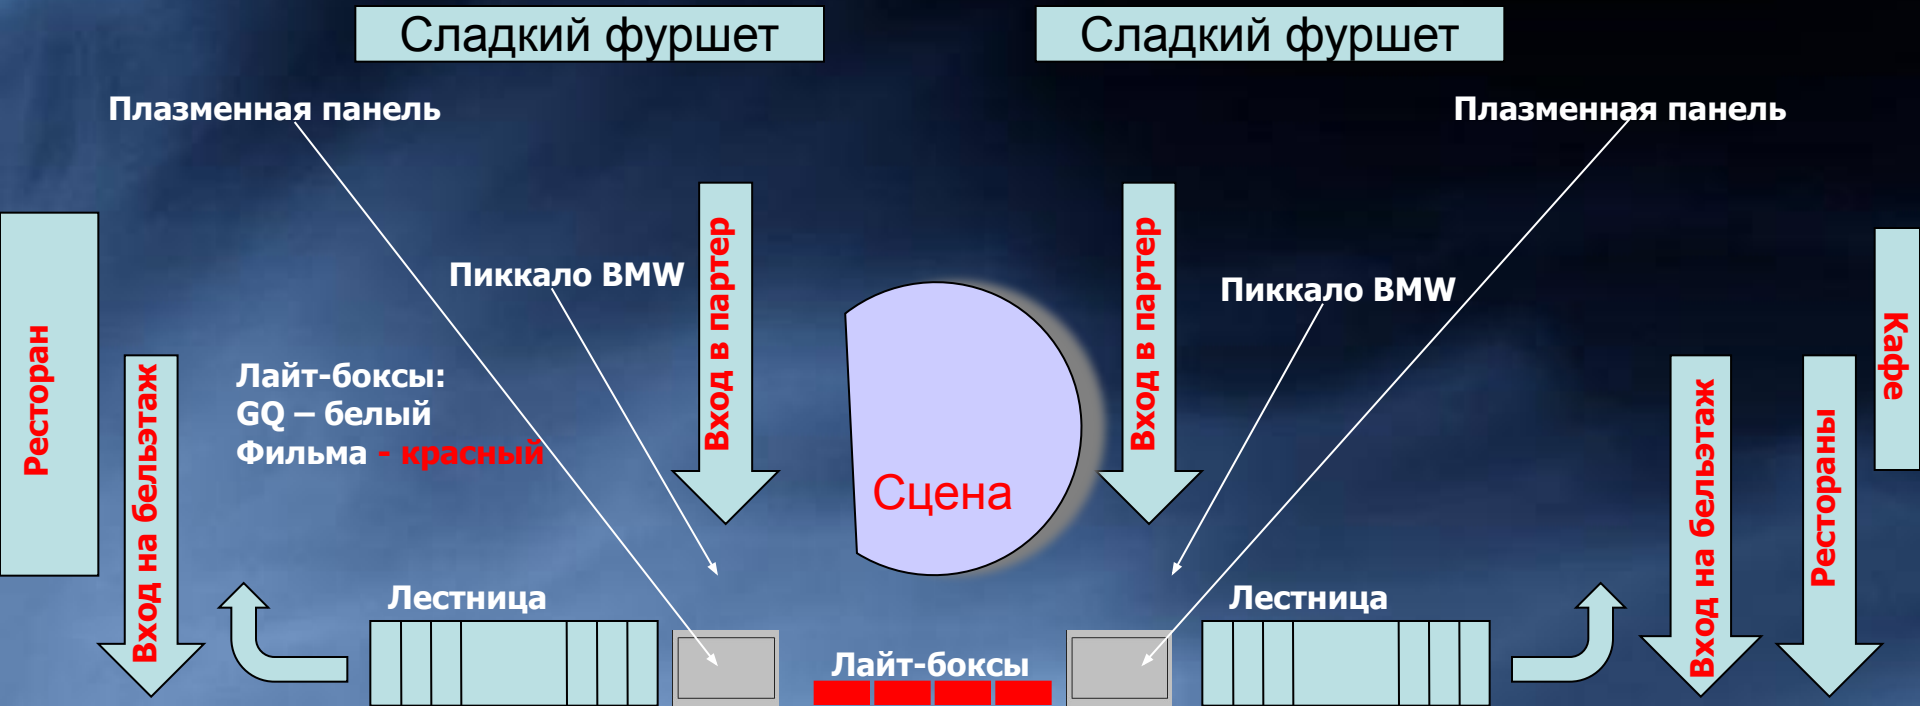 Сладкий фуршет
Сладкий фуршет
Плазменная панель
Плазменная панель
Вход в партер
Вход в партер
Пиккало BMW
Пиккало BMW
Ресторан
Кафе
Вход на бельэтаж
Лайт-боксы:
GQ – белый
Фильма - красный
Сцена
Вход на бельэтаж
Рестораны
Лестница
Лестница
Лайт-боксы